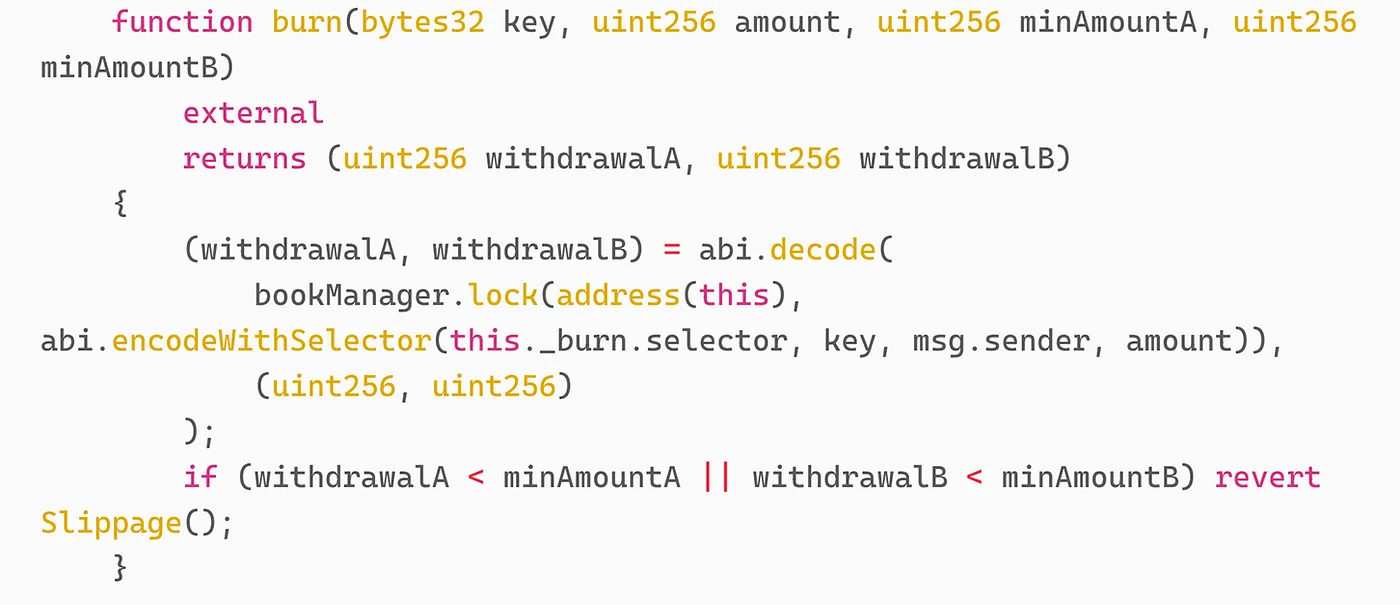 function burn(bytes32 key, uint256 amount, uint256 minAmountA, uint256
minAmountB)
external
returns (uint256 withdrawalA, uint256 withdrawalB)
{
(withdrawalA, withdrawalB) = abi.decode(
bookManager.lock(address(this),
abi.encodeWithSelector(this._burn.selector, key, msg.sender, amount)),
(uint256, uint256)
);
if (withdrawalA < minAmountA || withdrawalB < minAmountB) revert
Slippage();
}